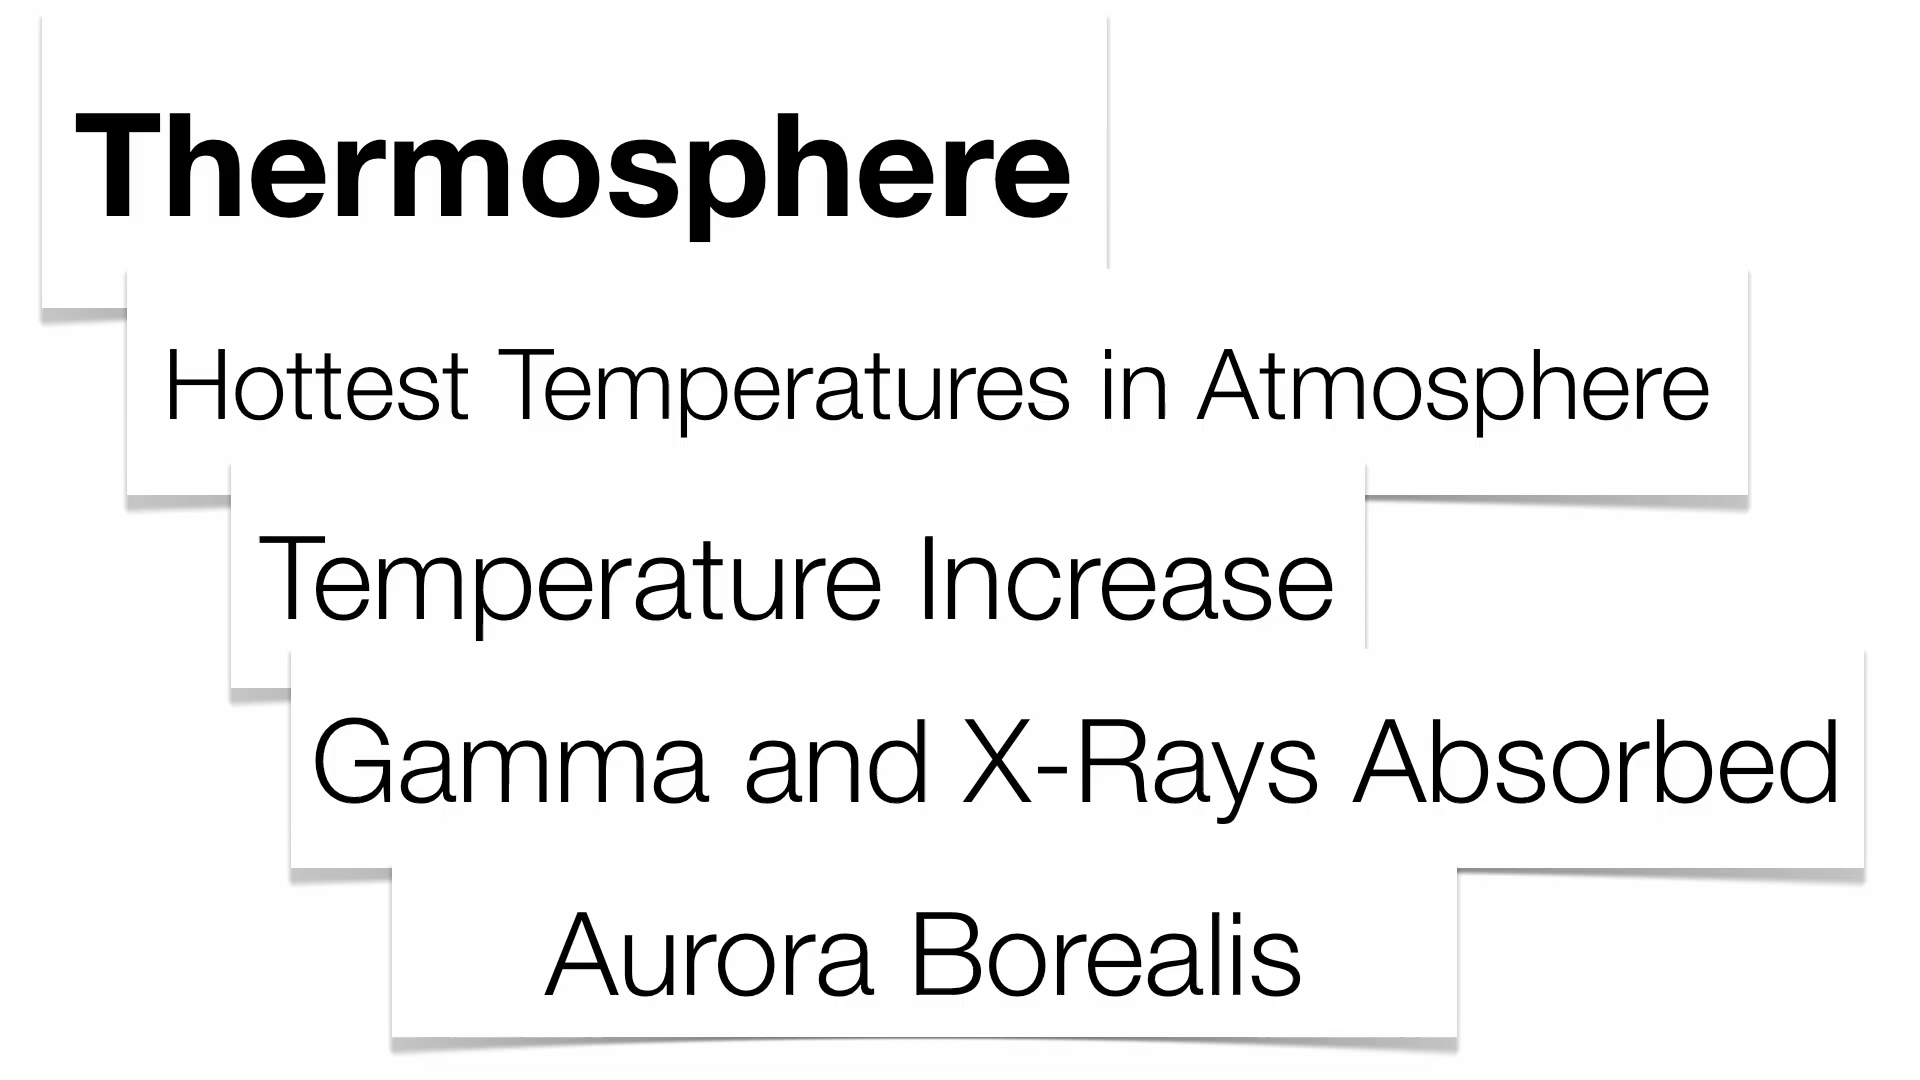 Thermosphere
Hottest Temperatures in Atmosphere
Temperature Increase
Gamma and X-Rays Absorbed
Aurora Borealis